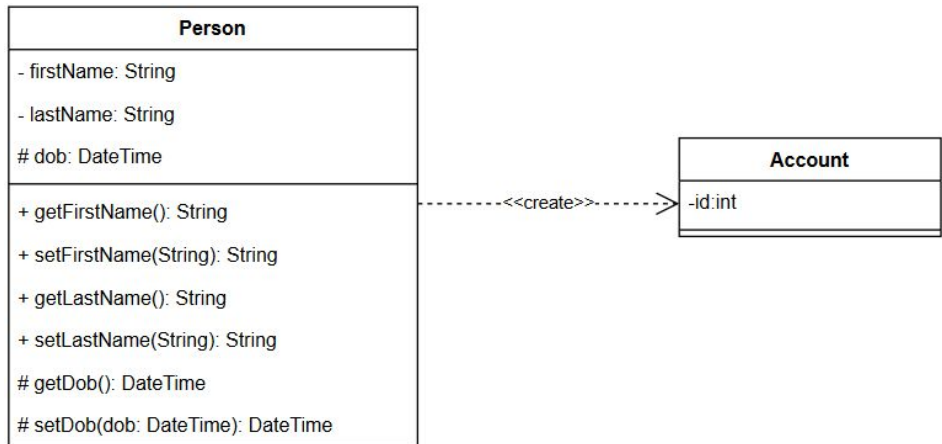 Person
- firstName: String
- lastName: String
# dob: DateTime
+ getFirstName(): String
+ setFirstName(String): String
+ getLastName(): String
+ setLastName(String): String
# getDob(): DateTime
# setDob(dob: DateTime): DateTime
<<create>>
Account
-id:int